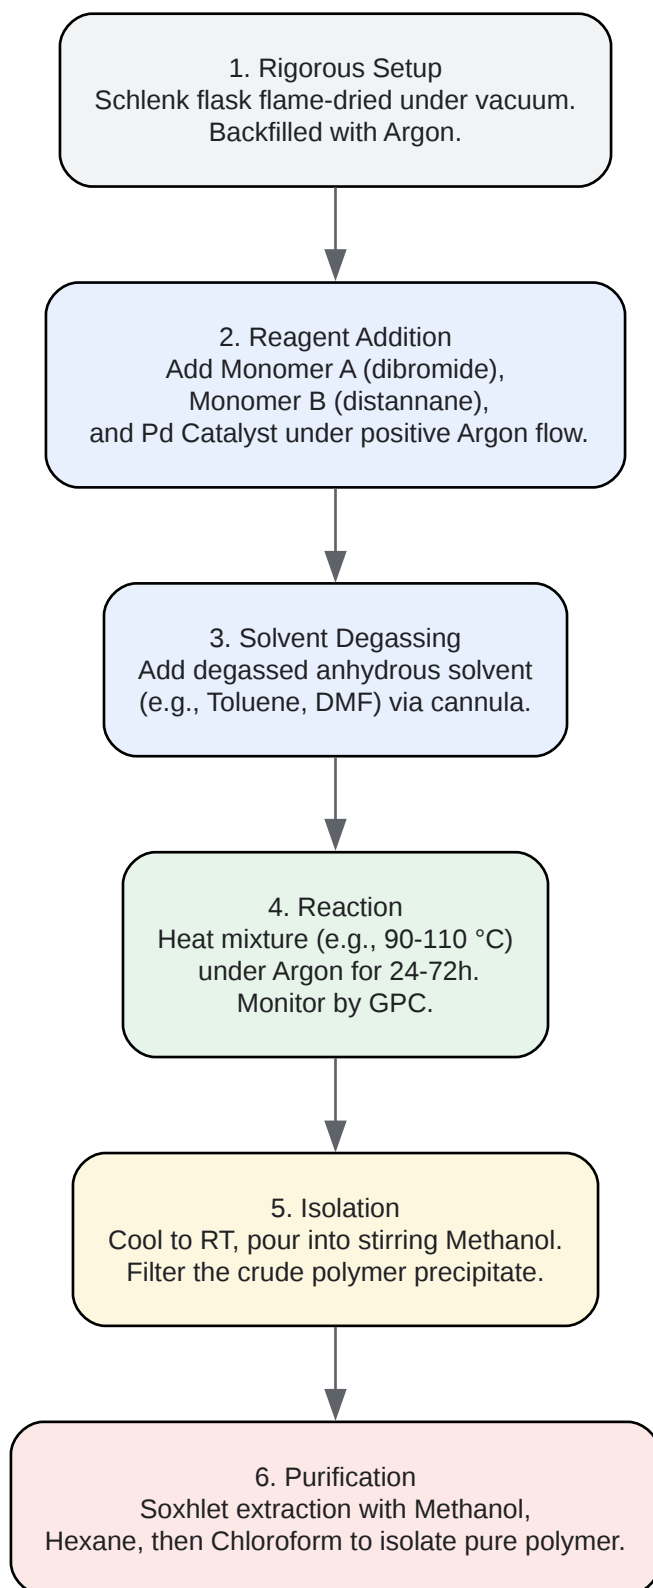 1. Rigorous Setup
Schlenk flask flame-dried under vacuum.
Backfilled with Argon.
2. Reagent Addition
Add Monomer A (dibromide),
Monomer B (distannane),
and Pd Catalyst under positive Argon flow.
3. Solvent Degassing
Add degassed anhydrous solvent
(e.g., Toluene, DMF) via cannula.
4. Reaction
Heat mixture (e.g., 90-110 °C)
under Argon for 24-72h.
Monitor by GPC.
5. Isolation
Cool to RT, pour into stirring Methanol.
Filter the crude polymer precipitate.
6. Purification
Soxhlet extraction with Methanol,
Hexane, then Chloroform to isolate pure polymer.